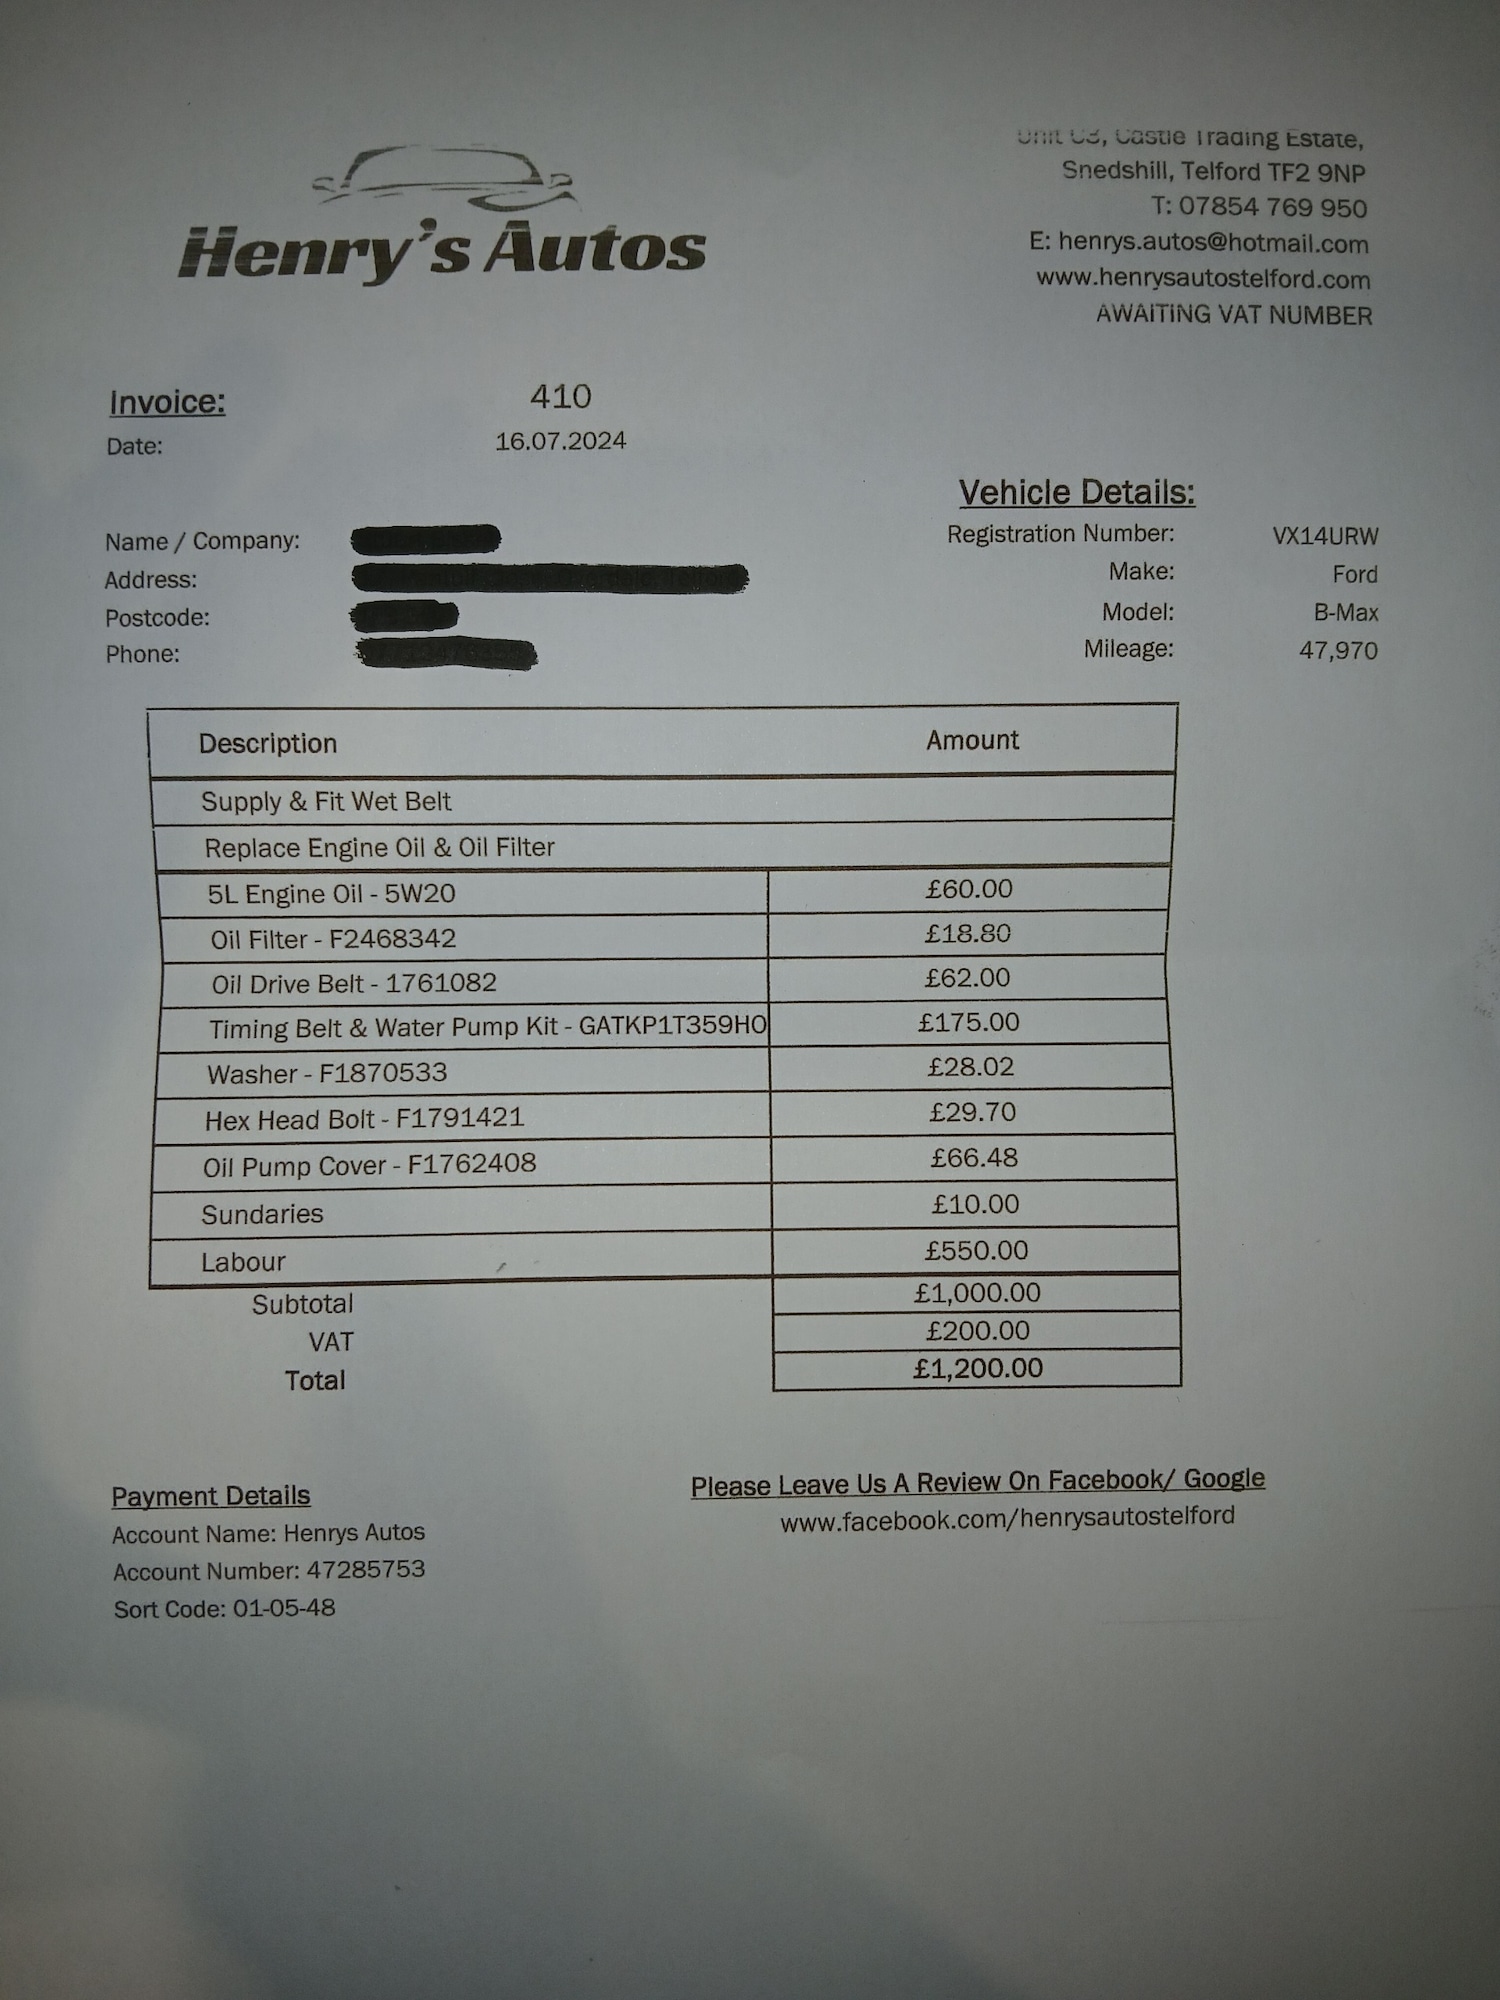 Unit C3, Castle Trading Estate,
Snedshill, Telford TF2 9NP
T: 07854 769 950
E: henrys.autos@hotmail.com
www.henrysautostelford.com
AWAITING VAT NUMBER
Henry's Autos
Invoice: 410
Date: 16.07.2024
Vehicle Details:
Name / Company:
Address:
Postcode:
Phone:
Registration Number: VX14URW
Make: Ford
Model: B-Max
Mileage: 47,970
Description Amount
Supply & Fit Wet Belt
Replace Engine Oil & Oil Filter
5L Engine Oil - 5W20 £60.00
Oil Filter - F2468342 £18.80
Oil Drive Belt - 1761082 £62.00
Timing Belt & Water Pump Kit - GATKP1T359HO £175.00
Washer - F1870533 £28.02
Hex Head Bolt - F1791421 £29.70
Oil Pump Cover - F1762408 £66.48
Sundaries £10.00
Labour £550.00
Subtotal £1,000.00
VAT £200.00
Total £1,200.00
Payment Details
Account Name: Henrys Autos
Account Number: 47285753
Sort Code: 01-05-48
Please Leave Us A Review On Facebook/ Google
www.facebook.com/henrysautostelford